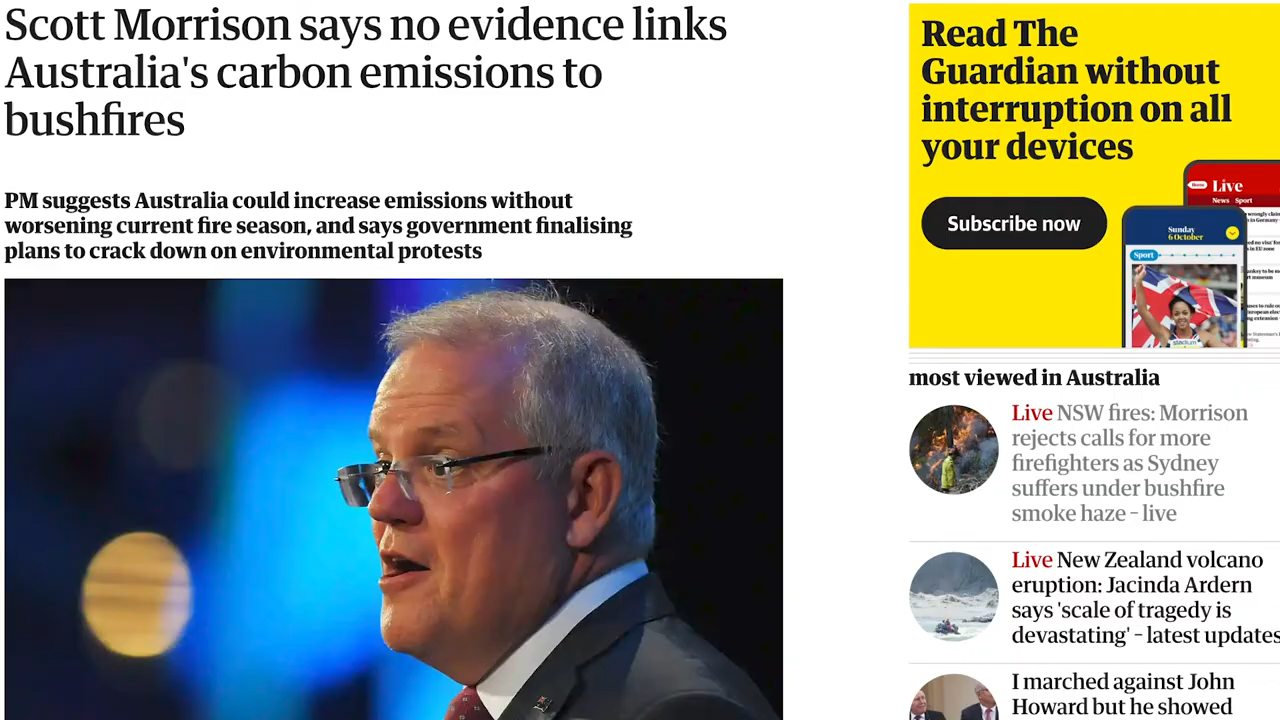 Scott Morrison says no evidence links
Australia's carbon emissions to
bushfires
PM suggests Australia could increase emissions without
worsening current fire season, and says government finalising
plans to crack down on environmental protests
Read The
Guardian without
interruption on all
your devices
Subscribe now
Home
Live
News Sport
Sunday
6 October
Sport
most viewed in Australia
Live NSW fires: Morrison
rejects calls for more
firefighters as Sydney
suffers under bushfire
smoke haze – live
Live New Zealand volcano
eruption: Jacinda Ardern
says 'scale of tragedy is
devastating' – latest updates
I marched against John
Howard but he showed